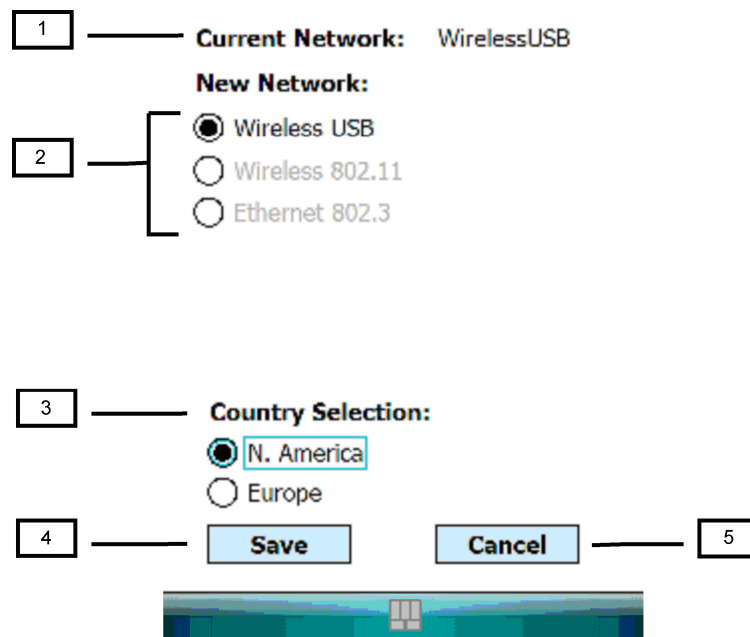 1
Current Network: WirelessUSB
New Network:
Wireless USB
2
Wireless 802.11
Ethernet 802.3
3
Country Selection:
N. America
Europe
4
Save
Cancel
5